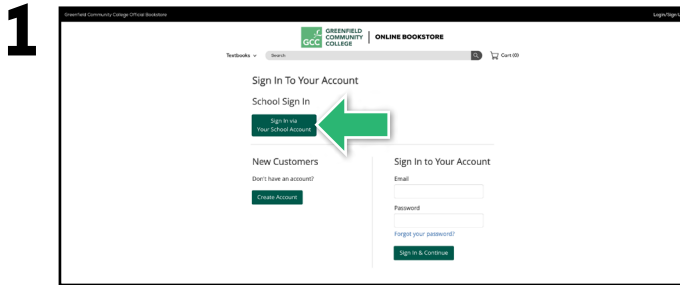 1
Greenfield Community College Official Bookstore
Login/Sign U
GCC
GREENFIELD
COMMUNITY
COLLEGE
ONLINE BOOKSTORE
Textbooks
Search
Cart (0)
Sign In To Your Account
School Sign In
Sign In via
Your School Account
New Customers
Don't have an account?
Create Account
Sign In to Your Account
Email
Password
Forgot your password?
Sign In & Continue